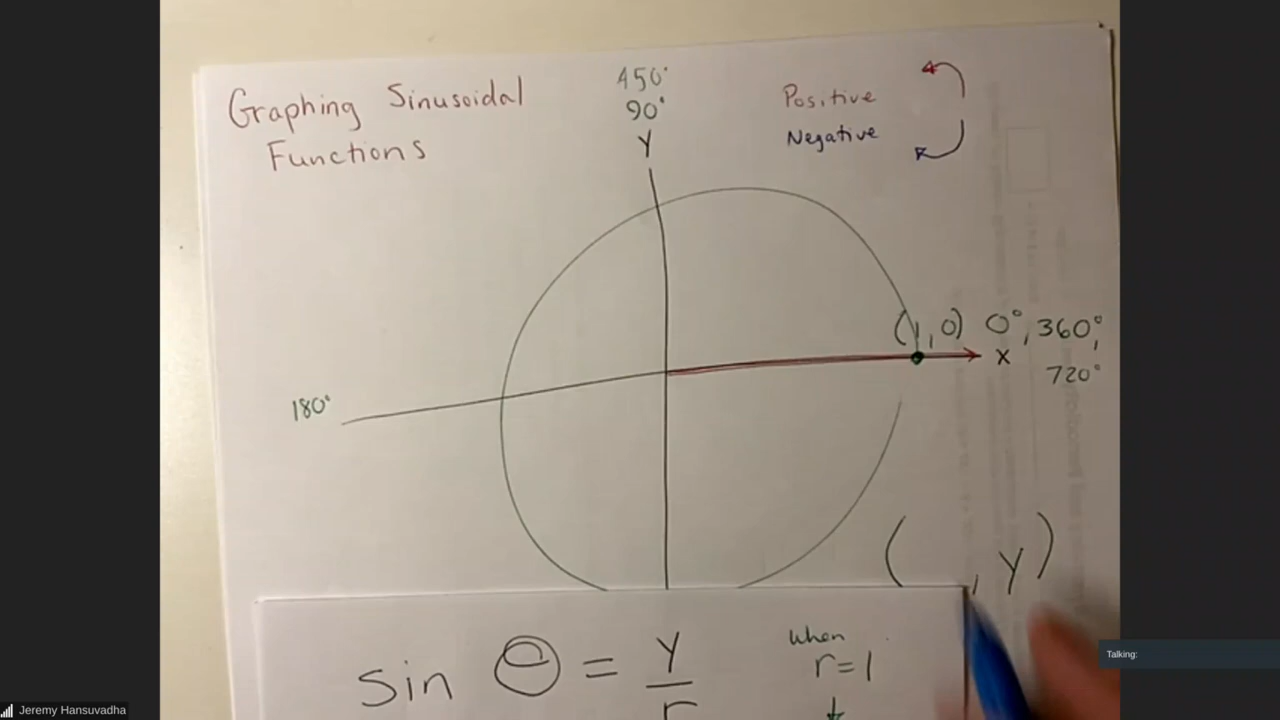 Graphing Sinusoidal
Functions
450°
90°
Y
Positive
Negative
(1,0) 0°, 360°,
X
720°
180°
( , Y)
sin Θ = Y
r
when
r=1
Talking:
Jeremy Hansuvadha